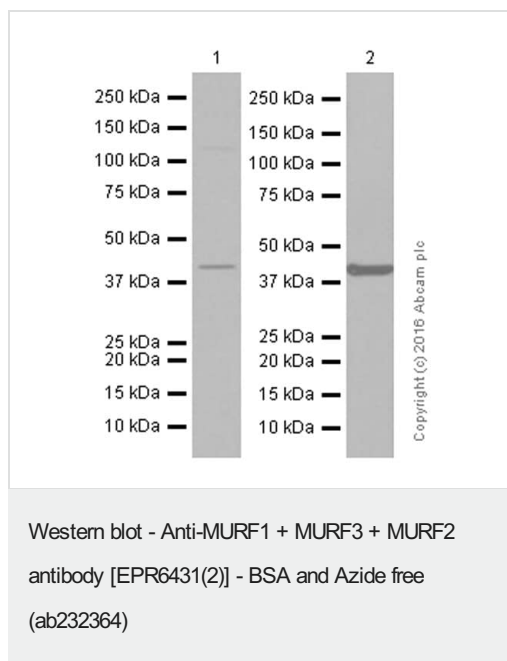 1
250 kDa
150 kDa
100 kDa
75 kDa
50 kDa
37 kDa
25 kDa
20 kDa
15 kDa
10 kDa
2
250 kDa
150 kDa
100 kDa
75 kDa
50 kDa
37 kDa
25 kDa
20 kDa
15 kDa
10 kDa
Copyright (c) 2016 Abcam plc
Western blot - Anti-MURF1 + MURF3 + MURF2
antibody [EPR6431(2)] - BSA and Azide free
(ab232364)